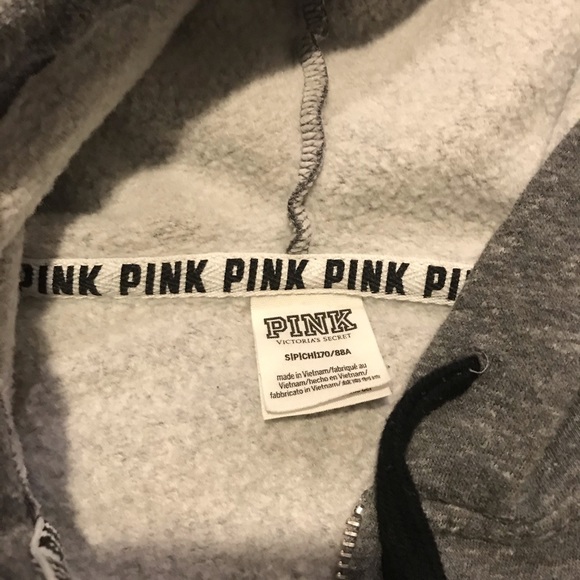 PINK PINK PINK PINK PI
PINK
VICTORIA'S SECRET
S|P|CH|170/88A
made in Vietnam/fabriqué au
Vietnam/hecho en Vietnam/
fabbricato in Vietnam/